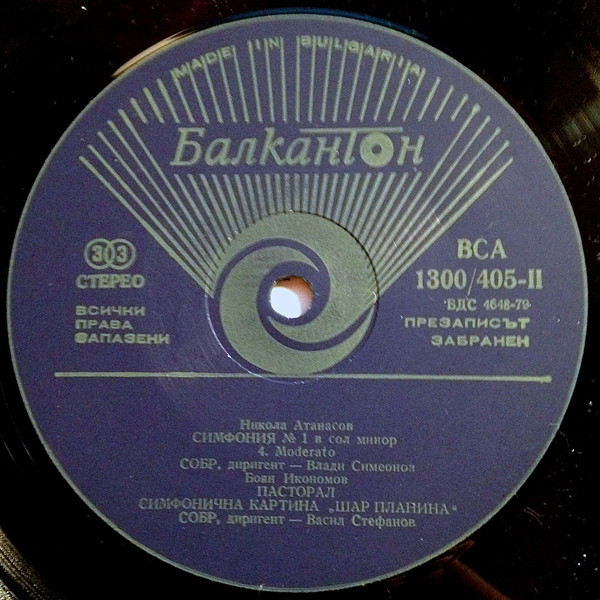 MADE IN BULGARIA
Балкантон
33
СТЕРЕО
ВСИЧКИ
ПРАВА
ЗАПАЗЕНИ
ВСА
1300/405-II
БДС 4648-79
ПРЕЗАПИСЪТ
ЗАБРАНЕН
Никола Атанасов
СИМФОНИЯ № 1 в сол минор
4. Moderato
СОБР, диригент — Влади Симеонов
Боян Икономов
ПАСТОРАЛ
СИМФОНИЧНА КАРТИНА „ШАР ПЛАНИНА“
СОБР, диригент — Васил Стефанов